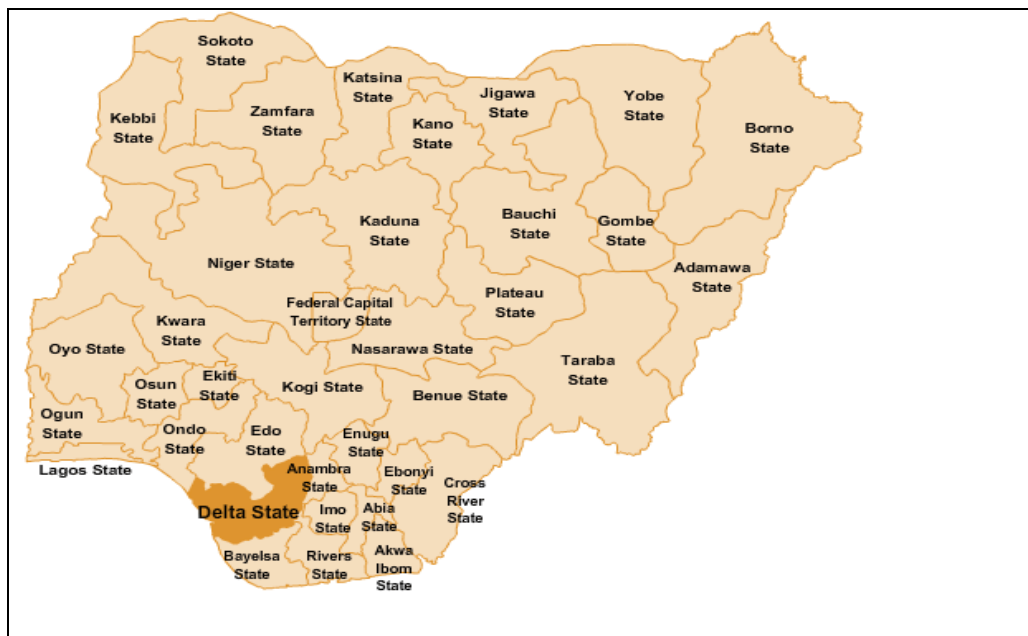 Sokoto
State
Katsina
State
Jigawa
State
Yobe
State
Kebbi
State
Zamfara
State
Kano
State
Borno
State
Kaduna
State
Bauchi
State
Gombe
State
Niger State
Adamawa
State
Federal Capital
Territory State
Plateau
State
Kwara
State
Oyo State
Nasarawa State
Taraba
State
Osun
State
Ekiti
State
Kogi State
Benue State
Ogun
State
Ondo
State
Edo
State
Enugu
State
Lagos State
Anambra
State
Ebonyi
State
Cross
River
State
Delta State
Imo
State
Abia
State
Bayelsa
State
Rivers
State
Akwa
Ibom
State